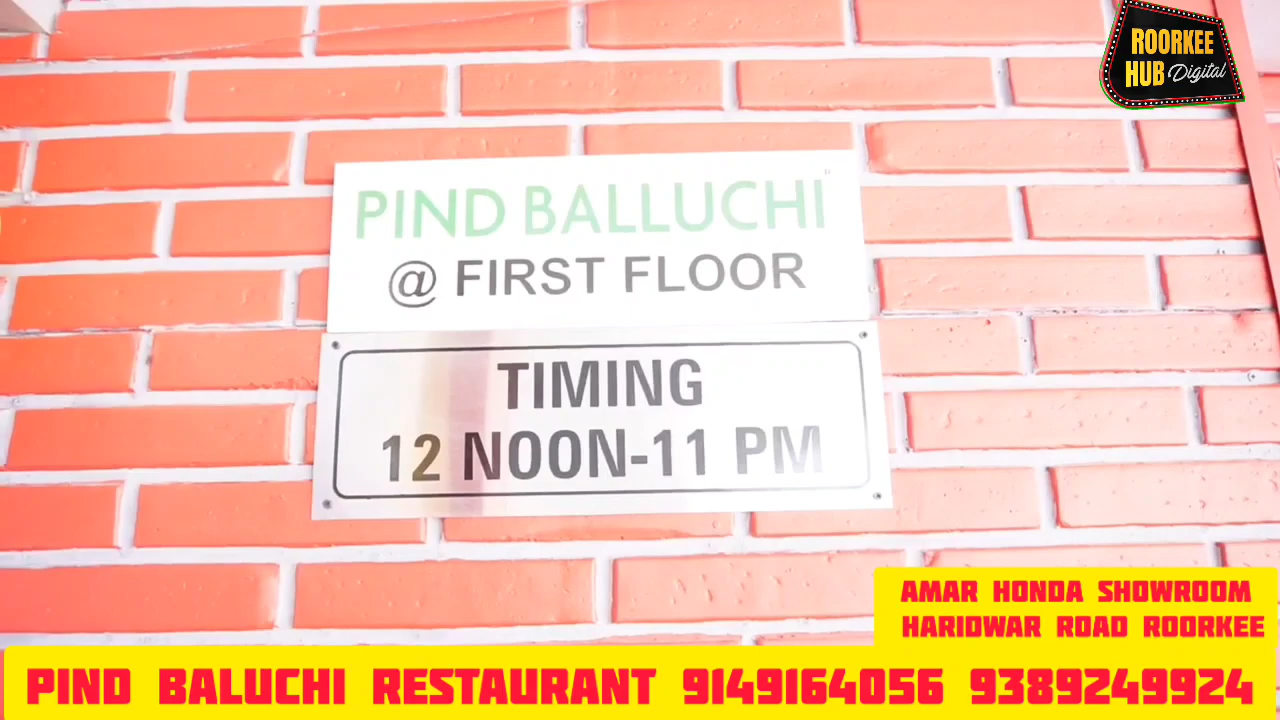 ROORKEE
HUB Digital
PIND BALLUCHI
@ FIRST FLOOR
TIMING
12 NOON-11 PM
AMAR HONDA SHOWROOM
HARIDWAR ROAD ROORKEE
PIND BALUCHI RESTAURANT 9149164056 9389249924